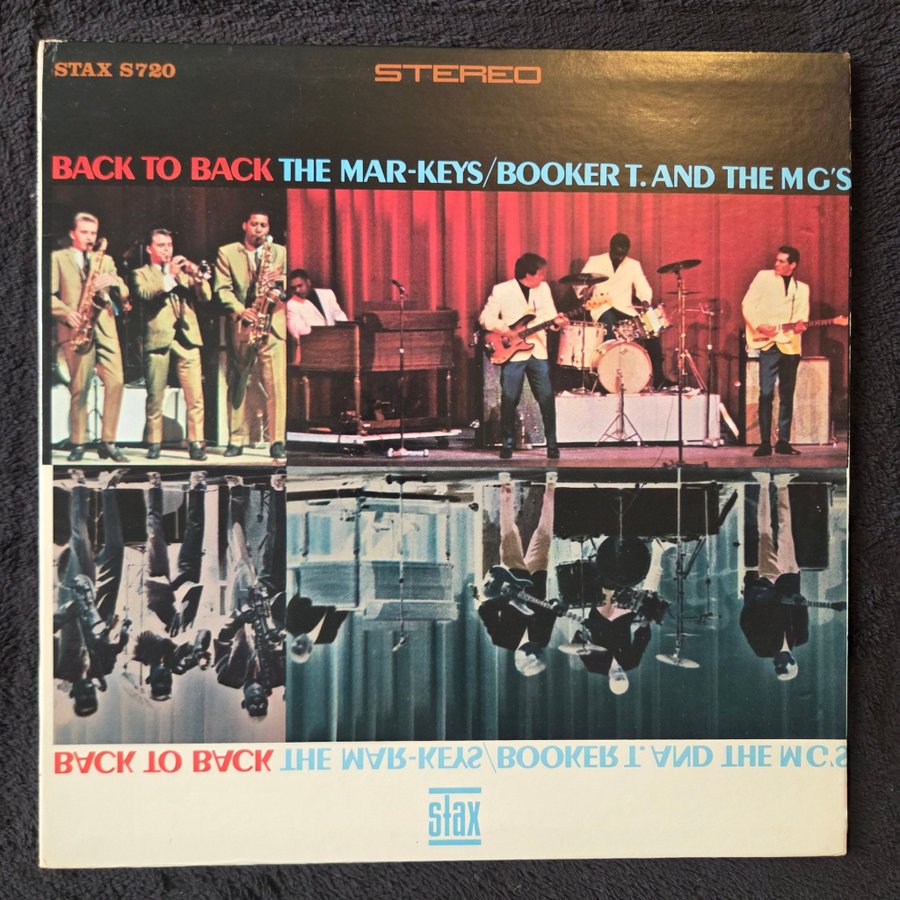 STAX S720
STEREO
BACK TO BACK THE MAR-KEYS/BOOKER T. AND THE MG'S
BACK TO BACK THE MAR-KEYS/BOOKER T. AND THE MG'S
stax